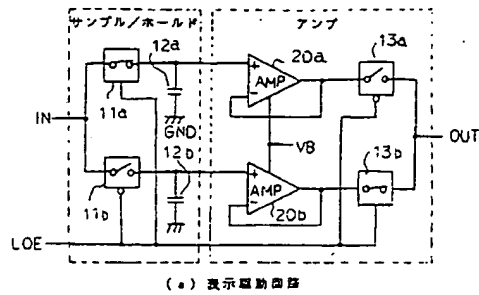 サンプル/ホールド
アンプ
12a
20a
13a
AMP
+
-
11a
IN
GND
12b
VB
OUT
13b
+
AMP
-
11b
20b
LOE
(a) 表示駆動回路